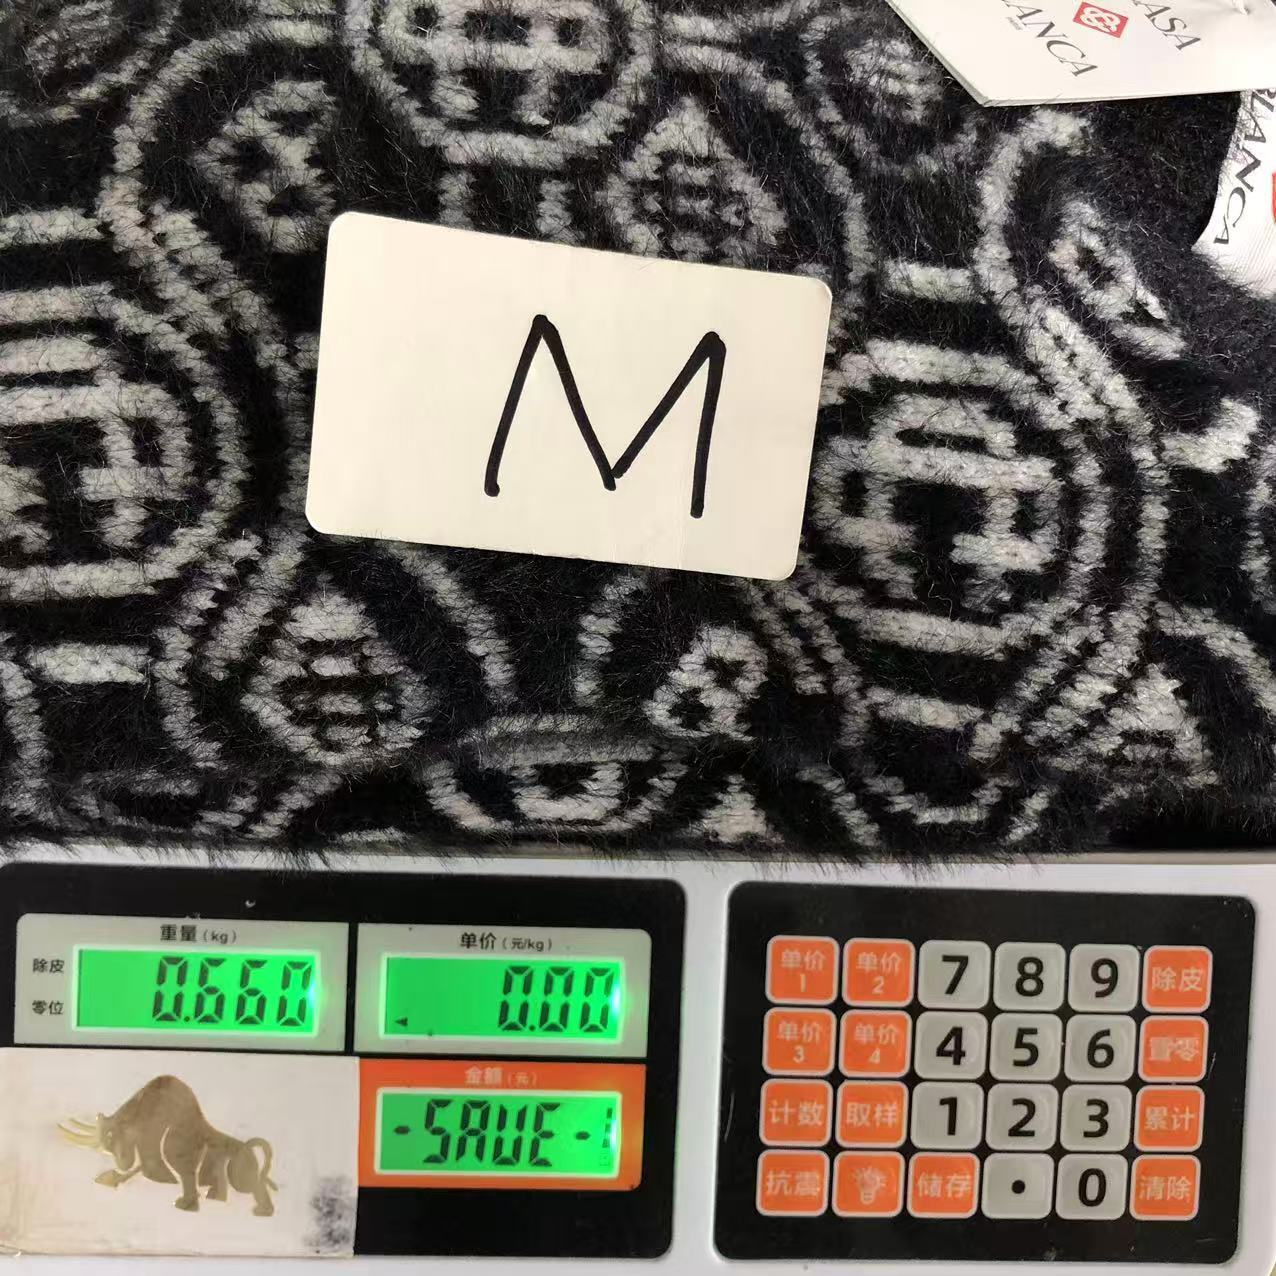 ASA
ANCA
BLANCA
M
重量(kg)
单价(元/kg)
除皮
零位
0.660
0.00
金额(元)
-SAVE-
单价1 单价2 7 8 9 除皮
单价3 单价4 4 5 6 置零
计数 取样 1 2 3 累计
抗震 储存 • 0 清除